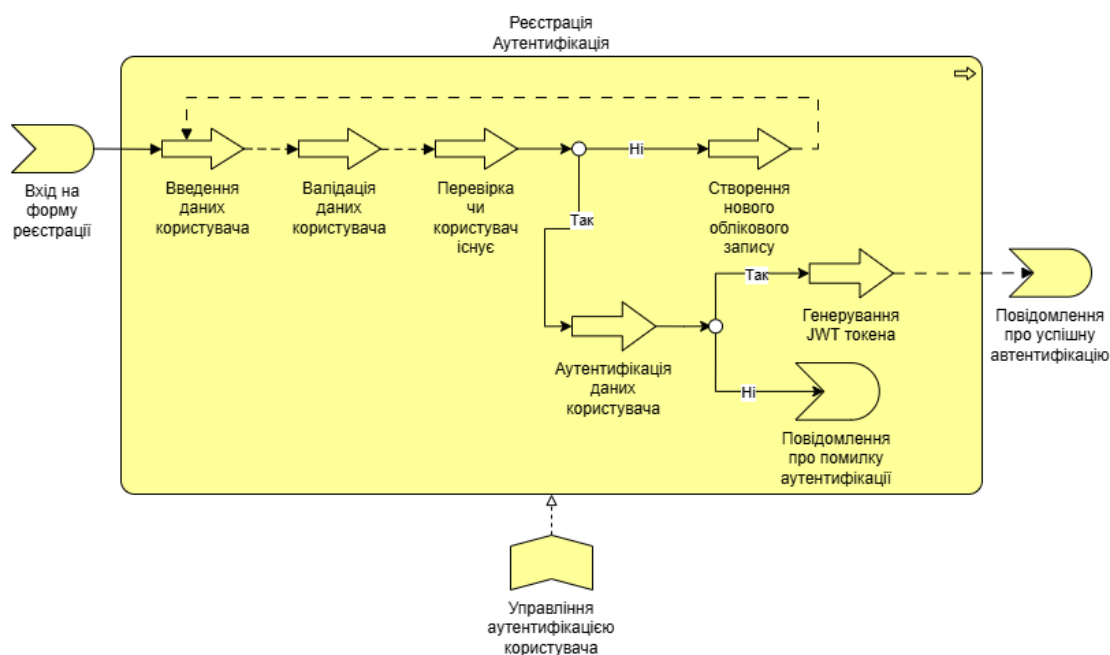 Реєстрація
Аутентифікація
Вхід на
форму
реєстрації
Введення
даних
користувача
Валідація
даних
користувача
Перевірка
чи
користувач
існує
Ні
Створення
нового
облікового
запису
Так
Аутентифікація
даних
користувача
Так
Генерування
JWT токена
Повідомлення
про успішну
автентифікацію
Ні
Повідомлення
про помилку
аутентифікації
Управління
аутентифікацією
користувача